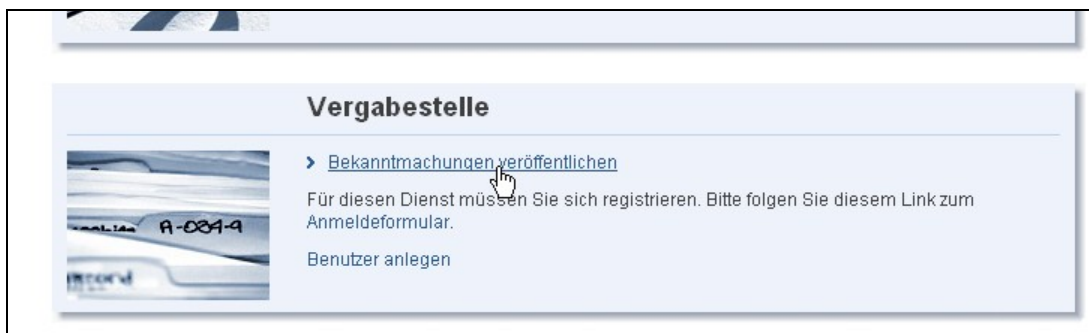 Vergabestelle
Bekanntmachungen veröffentlichen
Für diesen Dienst müssen Sie sich registrieren. Bitte folgen Sie diesem Link zum
Anmeldeformular.
A-034-9
Benutzer anlegen